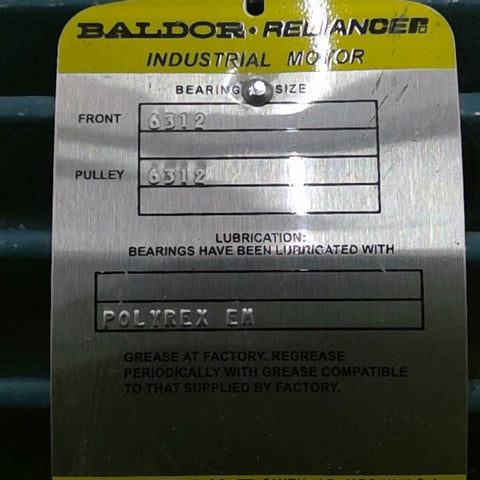 BALDOR · RELIANCER
INDUSTRIAL MOTOR
BEARING SIZE
FRONT 6312
PULLEY 6312
LUBRICATION:
BEARINGS HAVE BEEN LUBRICATED WITH
POLYREX EM
GREASE AT FACTORY. REGREASE
PERIODICALLY WITH GREASE COMPATIBLE
TO THAT SUPPLIED BY FACTORY.